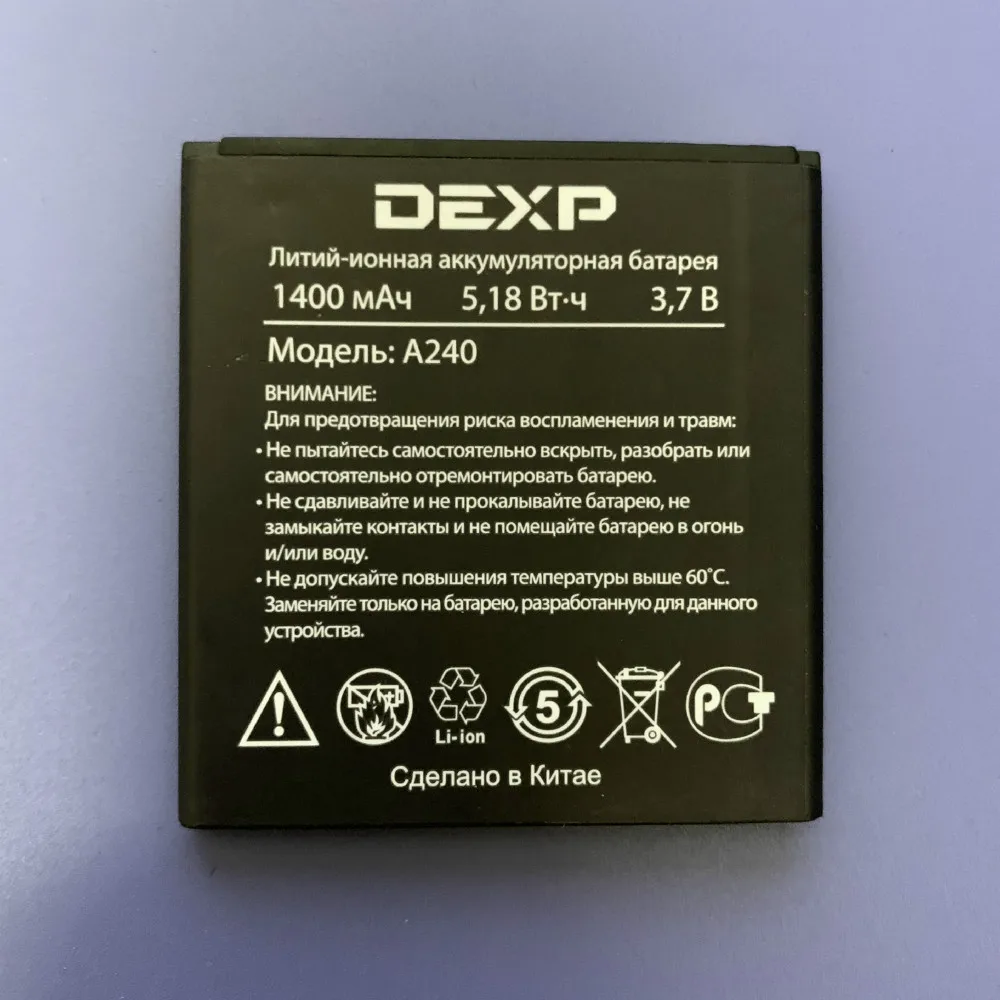 DEXP
Литий-ионная аккумуляторная батарея
1400 мАч 5,18 Вт·ч 3,7 В
Модель: A240
ВНИМАНИЕ:
Для предотвращения риска воспламенения и травм:
• Не пытайтесь самостоятельно вскрыть, разобрать или
самостоятельно отремонтировать батарею.
• Не сдавливайте и не прокалывайте батарею, не
замыкайте контакты и не помещайте батарею в огонь
и/или воду.
• Не допускайте повышения температуры выше 60˚С.
Заменяйте только на батарею, разработанную для данного
устройства.
Li-ion
5
РСТ
Сделано в Китае